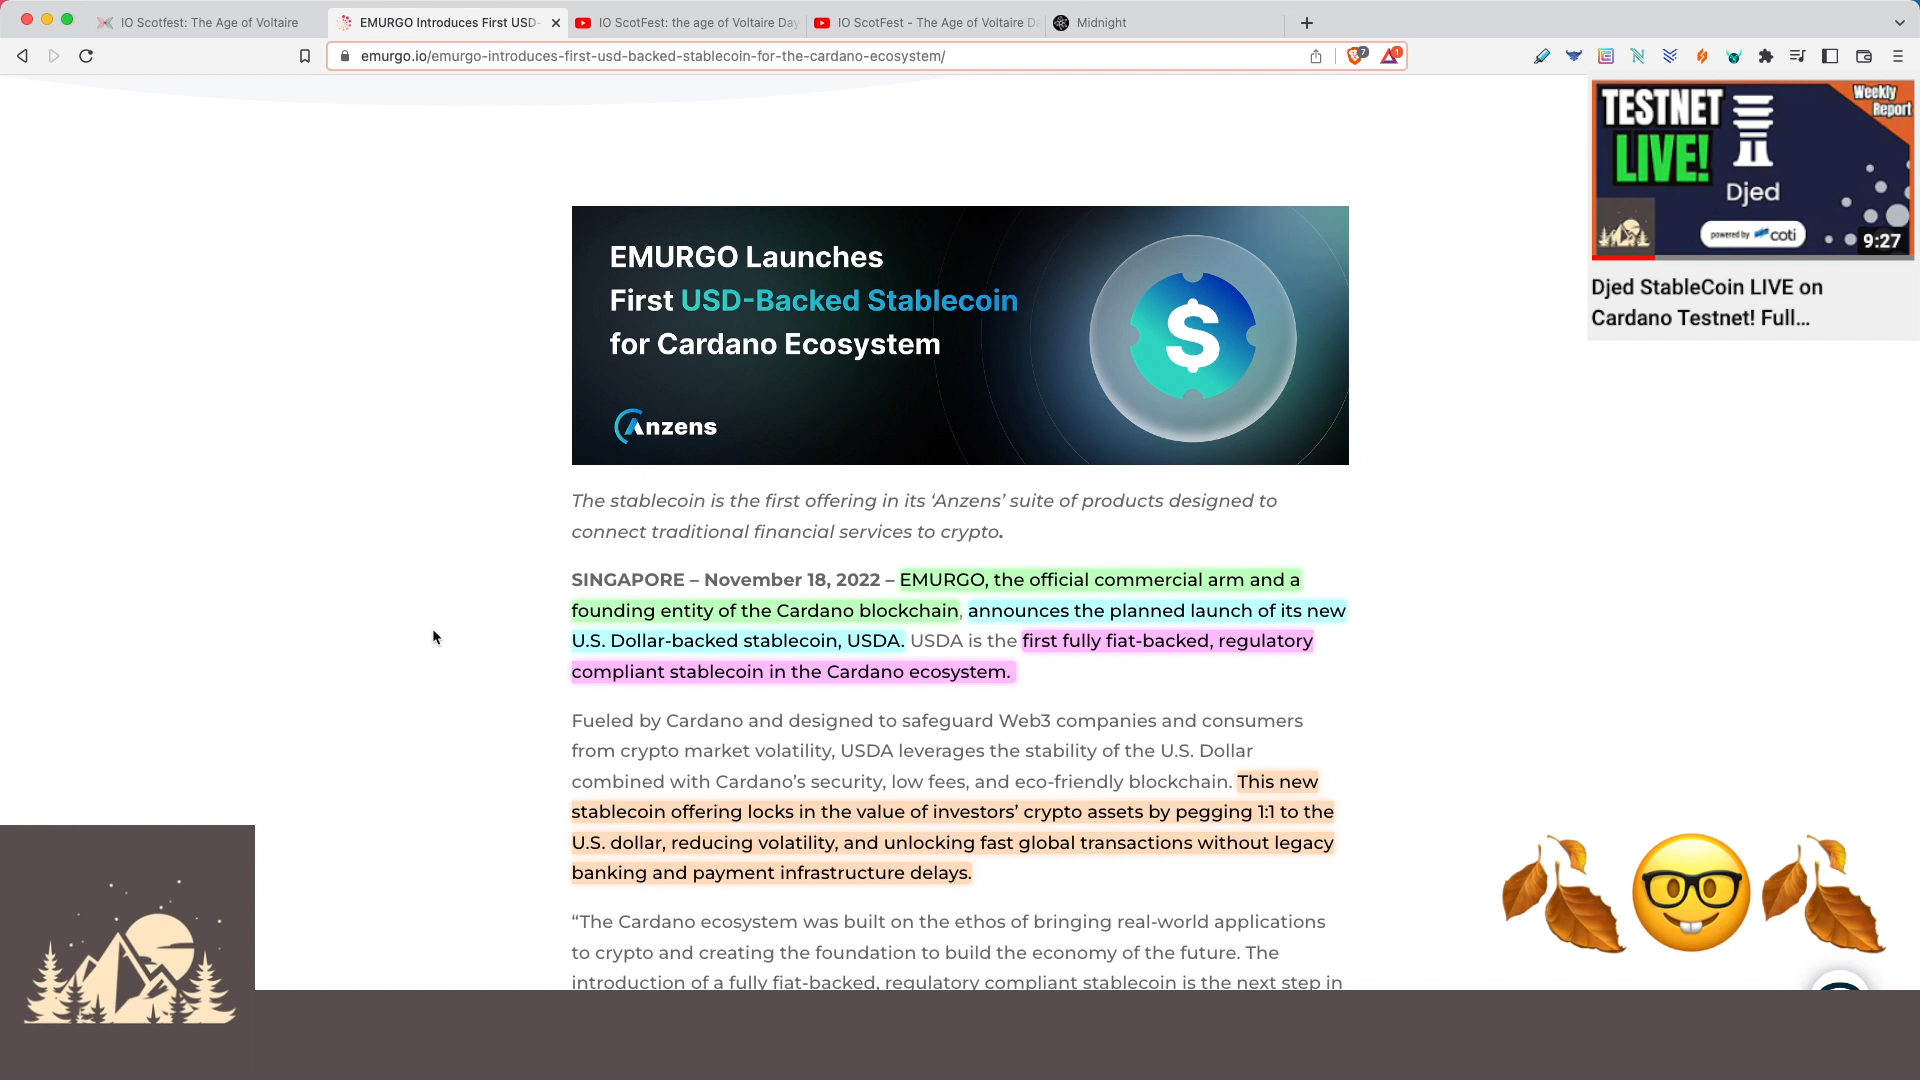 IO Scotfest: The Age of Voltaire
EMURGO Introduces First USD-
IO ScotFest: the age of Voltaire Day
IO ScotFest - The Age of Voltaire Da
Midnight
emurgo.io/emurgo-introduces-first-usd-backed-stablecoin-for-the-cardano-ecosystem/
7
1
TESTNET
LIVE!
Weekly
Report
Djed
powered by coti
9:27
Djed StableCoin LIVE on
Cardano Testnet! Full...
EMURGO Launches
First USD-Backed Stablecoin
for Cardano Ecosystem
$
Anzens
The stablecoin is the first offering in its ‘Anzens’ suite of products designed to
connect traditional financial services to crypto.
SINGAPORE – November 18, 2022 – EMURGO, the official commercial arm and a
founding entity of the Cardano blockchain, announces the planned launch of its new
U.S. Dollar-backed stablecoin, USDA. USDA is the first fully fiat-backed, regulatory
compliant stablecoin in the Cardano ecosystem.
Fueled by Cardano and designed to safeguard Web3 companies and consumers
from crypto market volatility, USDA leverages the stability of the U.S. Dollar
combined with Cardano’s security, low fees, and eco-friendly blockchain. This new
stablecoin offering locks in the value of investors’ crypto assets by pegging 1:1 to the
U.S. dollar, reducing volatility, and unlocking fast global transactions without legacy
banking and payment infrastructure delays.
“The Cardano ecosystem was built on the ethos of bringing real-world applications
to crypto and creating the foundation to build the economy of the future. The
introduction of a fully fiat-backed, regulatory compliant stablecoin is the next step in